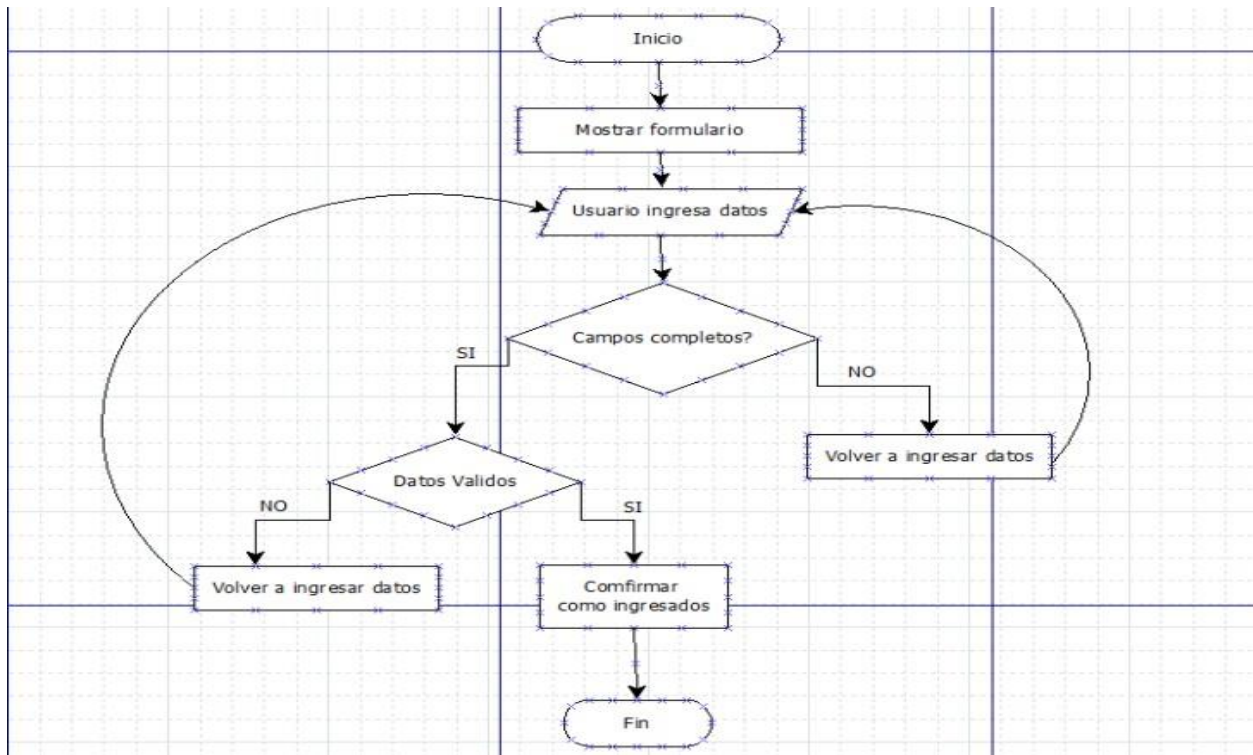 Inicio
Mostrar formulario
Usuario ingresa datos
Campos completos?
SI
NO
Volver a ingresar datos
Datos Validos
NO
SI
Volver a ingresar datos
Comfirmar
como ingresados
Fin